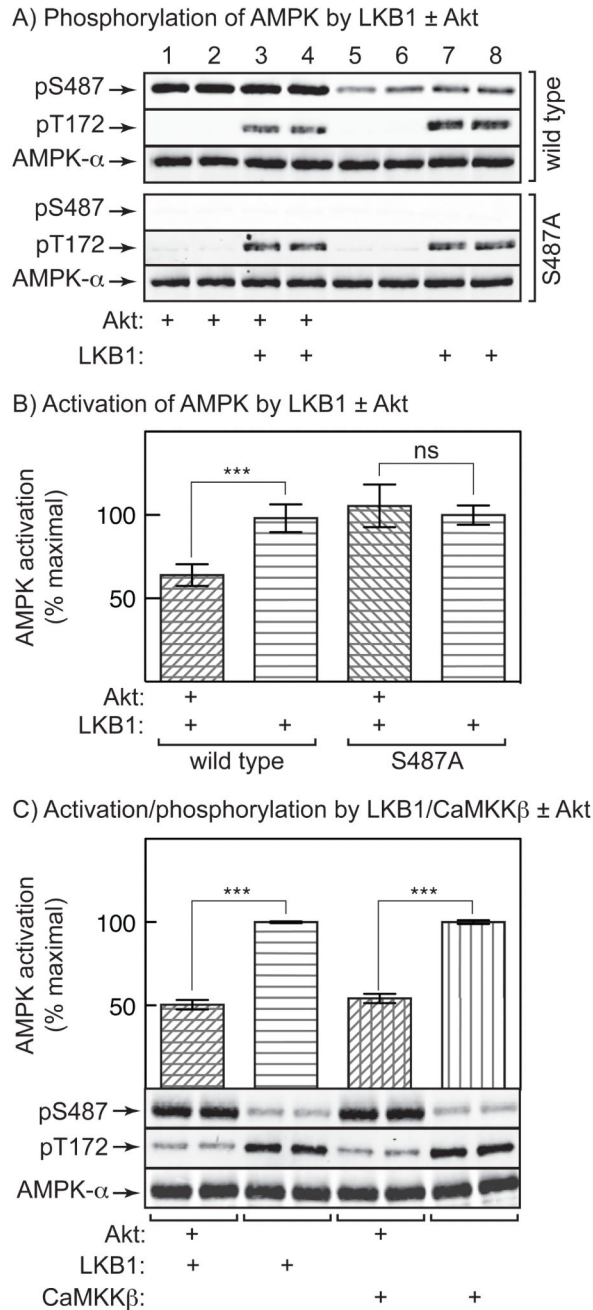 A) Phosphorylation of AMPK by LKB1 ± Akt
1 2 3 4 5 6 7 8
pS487
pT172
AMPK-α
wild type
pS487
pT172
AMPK-α
S487A
Akt: + + + +
LKB1: + + + +
B) Activation of AMPK by LKB1 ± Akt
AMPK activation
(% maximal)
100
50
***
ns
Akt: + +
LKB1: + + + +
wild type S487A
C) Activation/phosphorylation by LKB1/CaMKKβ ± Akt
AMPK activation
(% maximal)
100
50
*** ***
pS487
pT172
AMPK-α
Akt: + +
LKB1: + +
CaMKKβ: + +